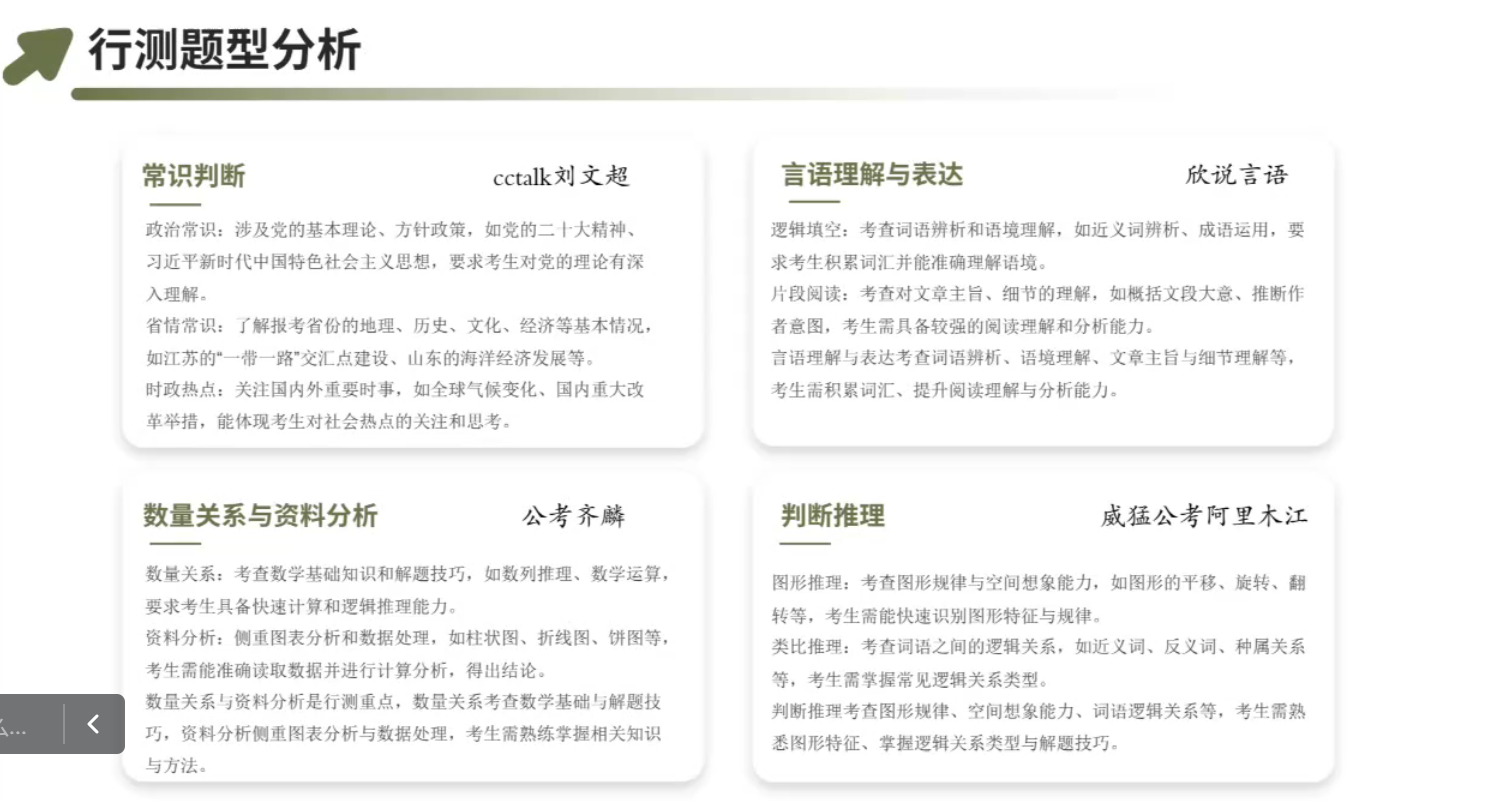 行测题型分析
常识判断
cctalk刘文超
政治常识：涉及党的基本理论、方针政策，如党的二十大精神、
习近平新时代中国特色社会主义思想，要求考生对党的理论有深
入理解。
省情常识：了解报考省份的地理、历史、文化、经济等基本情况，
如江苏的“一带一路”交汇点建设、山东的海洋经济发展等。
时政热点：关注国内外重要时事，如全球气候变化、国内重大改
革举措，能体现考生对社会热点的关注和思考。
言语理解与表达
欣说言语
逻辑填空：考查词语辨析和语境理解，如近义词辨析、成语运用，要
求考生积累词汇并能准确理解语境。
片段阅读：考查对文章主旨、细节的理解，如概括文段大意、推断作
者意图，考生需具备较强的阅读理解和分析能力。
言语理解与表达考查词语辨析、语境理解、文章主旨与细节理解等，
考生需积累词汇、提升阅读理解与分析能力。
数量关系与资料分析
公考齐麟
数量关系：考查数学基础知识和解题技巧，如数列推理、数学运算，
要求考生具备快速计算和逻辑推理能力。
资料分析：侧重图表分析和数据处理，如柱状图、折线图、饼图等，
考生需能准确读取数据并进行计算分析，得出结论。
数量关系与资料分析是行测重点，数量关系考查数学基础与解题技
巧，资料分析侧重图表分析与数据处理，考生需熟练掌握相关知识
与方法。
判断推理
威猛公考阿里木江
图形推理：考查图形规律与空间想象能力，如图形的平移、旋转、翻
转等，考生需能快速识别图形特征与规律。
类比推理：考查词语之间的逻辑关系，如近义词、反义词、种属关系
等，考生需掌握常见逻辑关系类型。
判断推理考查图形规律、空间想象能力、词语逻辑关系等，考生需熟
悉图形特征、掌握逻辑关系类型与解题技巧。